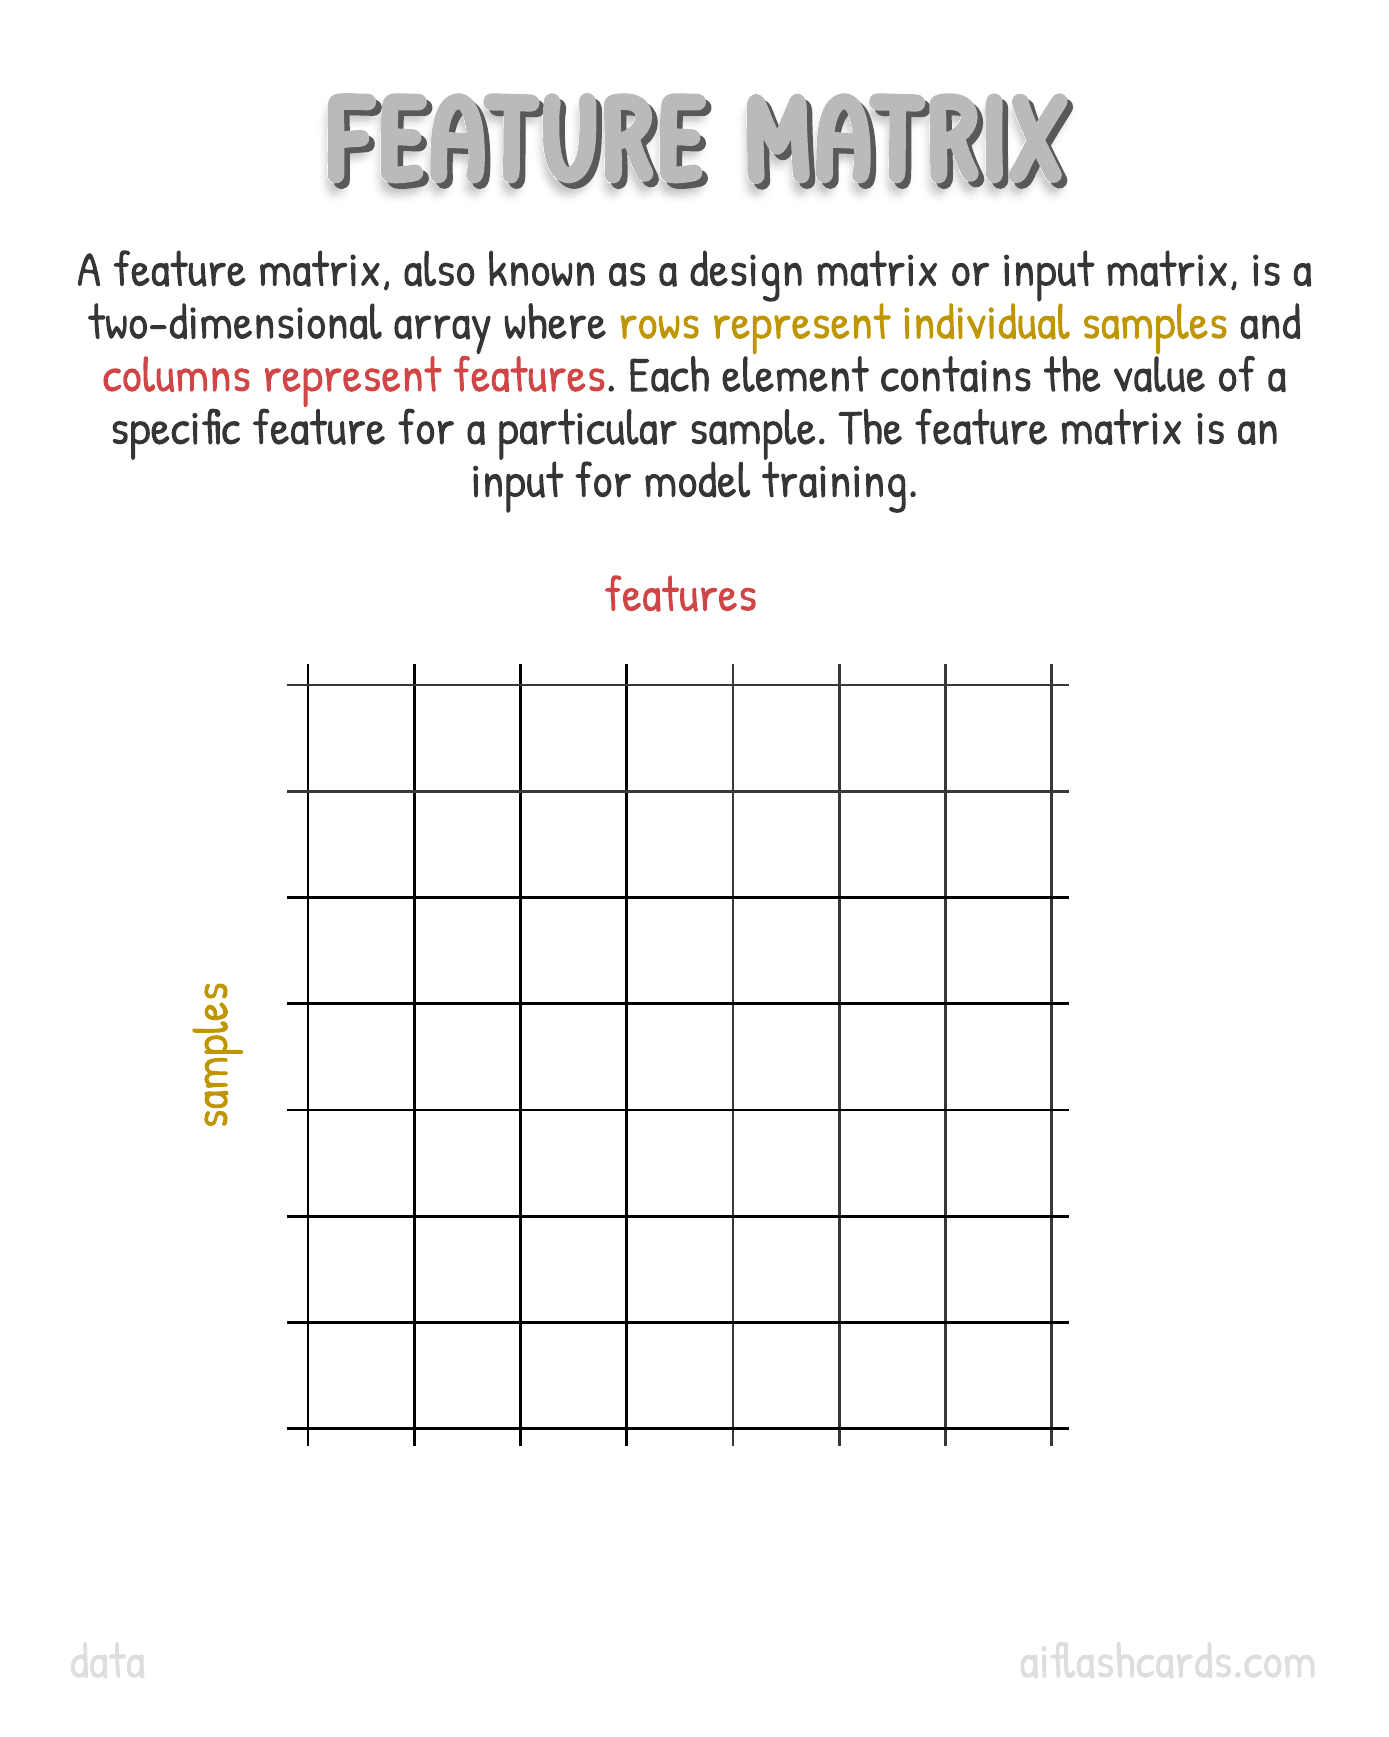 FEATURE MATRIX
A feature matrix, also known as a design matrix or input matrix, is a
two-dimensional array where rows represent individual samples and
columns represent features. Each element contains the value of a
specific feature for a particular sample. The feature matrix is an
input for model training.
features
samples
data
aiflashcards.com